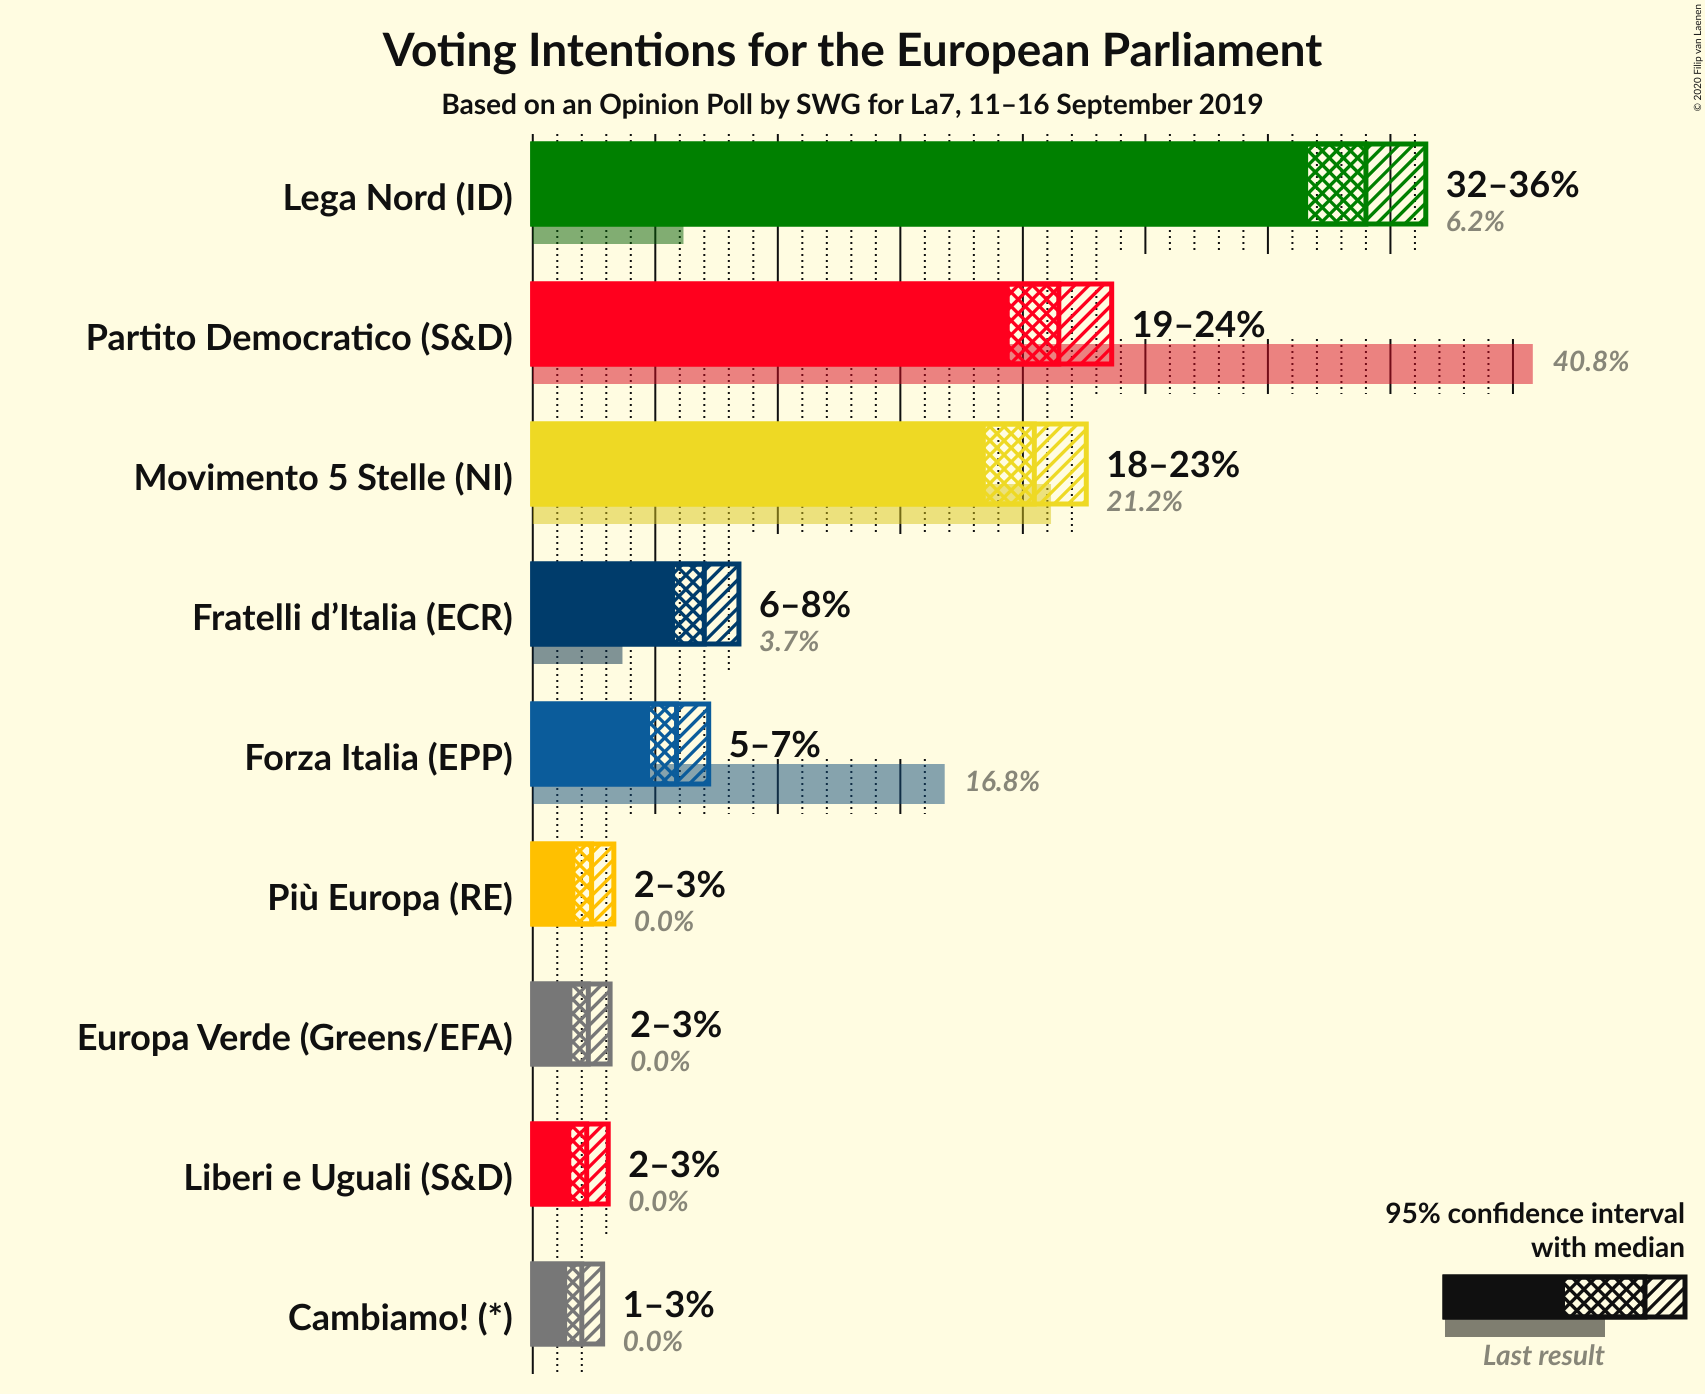 Voting Intentions for the European Parliament
Based on an Opinion Poll by SWG for La7, 11–16 September 2019
© 2020 Filip van Laenen
Lega Nord (ID)
32–36%
6.2%
Partito Democratico (S&D)
19–24%
40.8%
Movimento 5 Stelle (NI)
18–23%
21.2%
Fratelli d’Italia (ECR)
6–8%
3.7%
Forza Italia (EPP)
5–7%
16.8%
Più Europa (RE)
2–3%
0.0%
Europa Verde (Greens/EFA)
2–3%
0.0%
Liberi e Uguali (S&D)
2–3%
0.0%
Cambiamo! (*)
1–3%
0.0%
95% confidence interval
with median
Last result